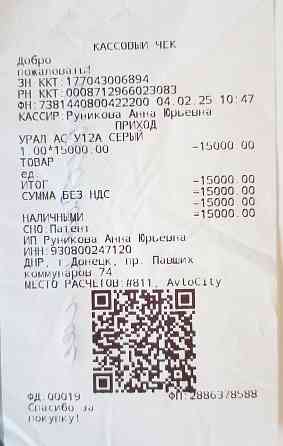 КАССОВЫЙ ЧЕК
Добро
пожаловать!
ЗН ККТ:177043006894
РН ККТ:0008712966023083
ФН:7381440800422200 04.02.25 10:47
КАССИР:Руникова Анна Юрьевна
ПРИХОД
УРАЛ АС У12А СЕРЫЙ
1.00*15000.00 =15000.00
ТОВАР
ед.
ИТОГ =15000.00
СУММА БЕЗ НДС =15000.00
=15000.00
НАЛИЧНЫМИ =15000.00
СНО:Патент
ИП Руникова Анна Юрьевна
ИНН:930800247120
ДНР, г.Донецк, пр. Павших
коммунаров 74
МЕСТО РАСЧЕТОВ:#811, AvtoCity
ФД:00019 ФП:2886378588
Спасибо за
покупку!